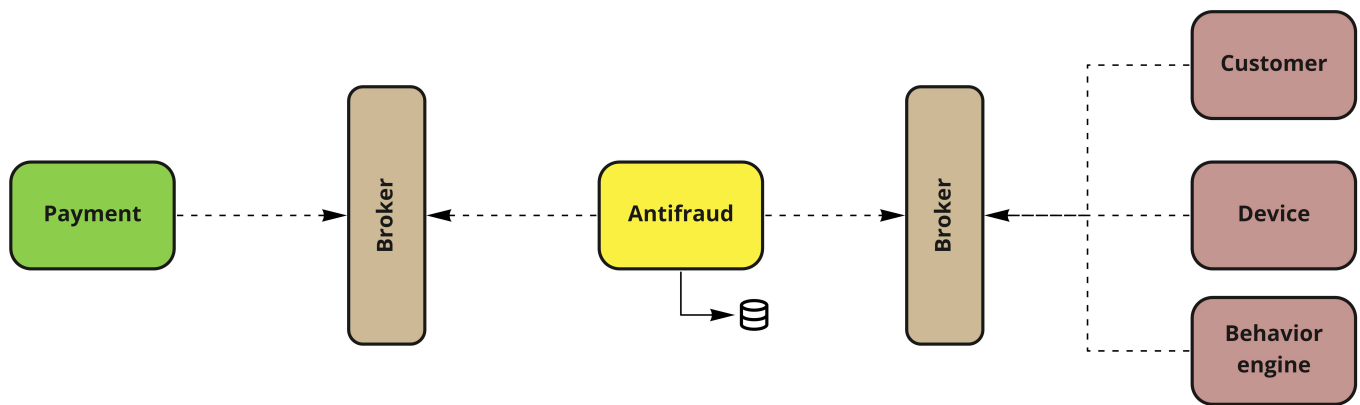 Payment
Broker
Antifraud
Broker
Customer
Device
Behavior
engine